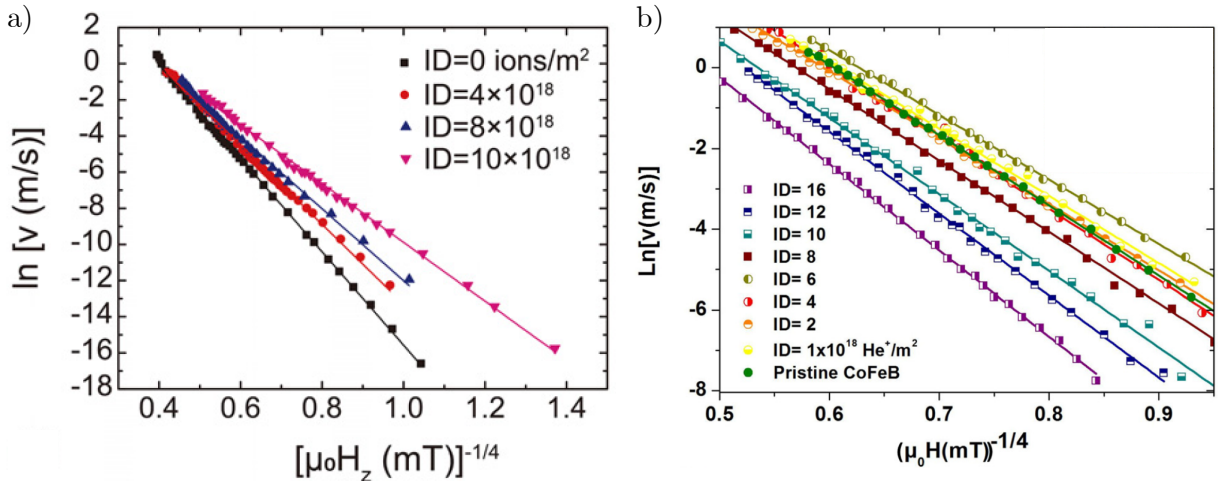 a)
ln [v (m/s)]
2
0
-2
-4
-6
-8
-10
-12
-14
-16
-18
ID=0 ions/m²
ID=4×10¹⁸
ID=8×10¹⁸
ID=10×10¹⁸
0.4 0.6 0.8 1.0 1.2 1.4
[μ₀H_z (mT)]⁻¹/⁴
b)
Ln[v(m/s)]
0
-2
-4
-6
-8
ID= 16
ID= 12
ID= 10
ID= 8
ID= 6
ID= 4
ID= 2
ID= 1x10¹⁸ He⁺/m²
Pristine CoFeB
0.5 0.6 0.7 0.8 0.9
(μ₀H(mT))⁻¹/⁴